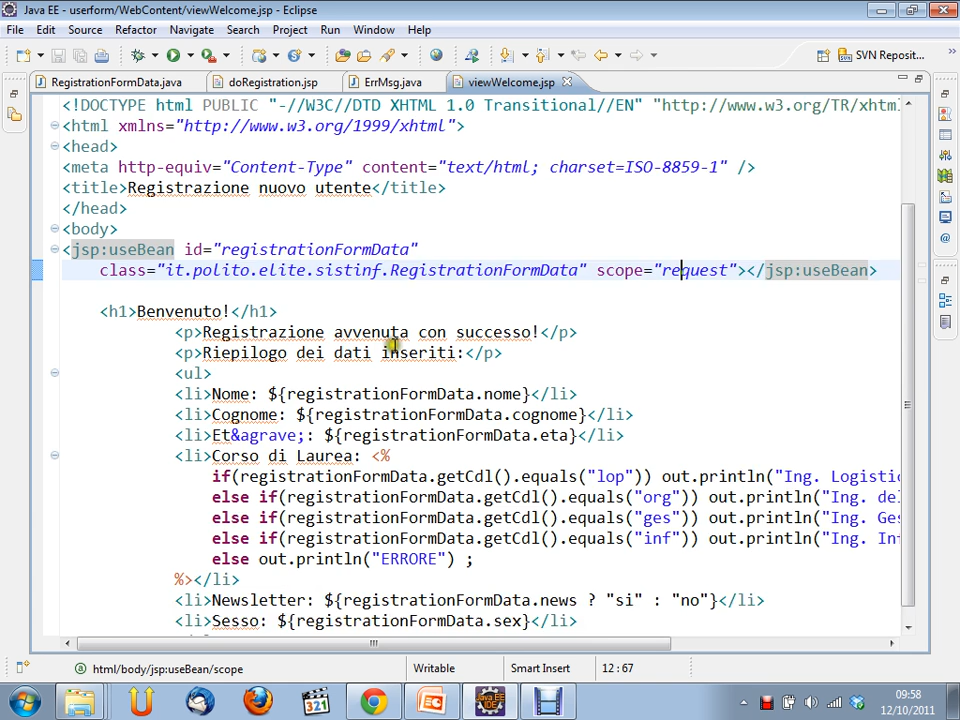 Java EE - userform/WebContent/viewWelcome.jsp - Eclipse
File Edit Source Refactor Navigate Search Project Run Window Help
SVN Reposit...
RegistrationFormData.java doRegistration.jsp ErrMsg.java viewWelcome.jsp
<!DOCTYPE html PUBLIC "-//W3C//DTD XHTML 1.0 Transitional//EN" "http://www.w3.org/TR/xhtml
<html xmlns="http://www.w3.org/1999/xhtml">
<head>
<meta http-equiv="Content-Type" content="text/html; charset=ISO-8859-1" />
<title>Registrazione nuovo utente</title>
</head>
<body>
<jsp:useBean id="registrationFormData"
class="it.polito.elite.sistinf.RegistrationFormData" scope="request"></jsp:useBean>
<h1>Benvenuto!</h1>
<p>Registrazione avvenuta con successo!</p>
<p>Riepilogo dei dati inseriti:</p>
<ul>
<li>Nome: ${registrationFormData.nome}</li>
<li>Cognome: ${registrationFormData.cognome}</li>
<li>Et&agrave;: ${registrationFormData.eta}</li>
<li>Corso di Laurea: <%
if(registrationFormData.getCdl().equals("lop")) out.println("Ing. Logistic
else if(registrationFormData.getCdl().equals("org")) out.println("Ing. del
else if(registrationFormData.getCdl().equals("ges")) out.println("Ing. Ges
else if(registrationFormData.getCdl().equals("inf")) out.println("Ing. Inf
else out.println("ERRORE") ;
%></li>
<li>Newsletter: ${registrationFormData.news ? "si" : "no"}</li>
<li>Sesso: ${registrationFormData.sex}</li>
html/body/jsp:useBean/scope Writable Smart Insert 12 : 67
321
Java EE IDE
09:58
12/10/2011